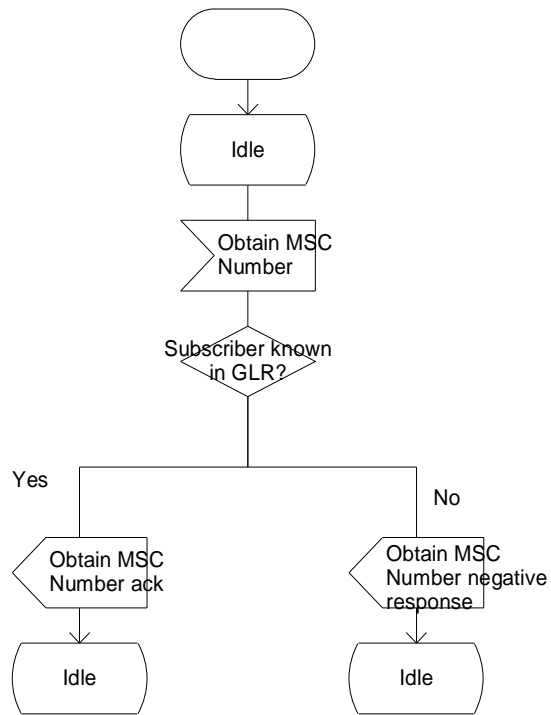 Idle
Obtain MSC
Number
Subscriber known
in GLR?
Yes
No
Obtain MSC
Number ack
Obtain MSC
Number negative
response
Idle
Idle